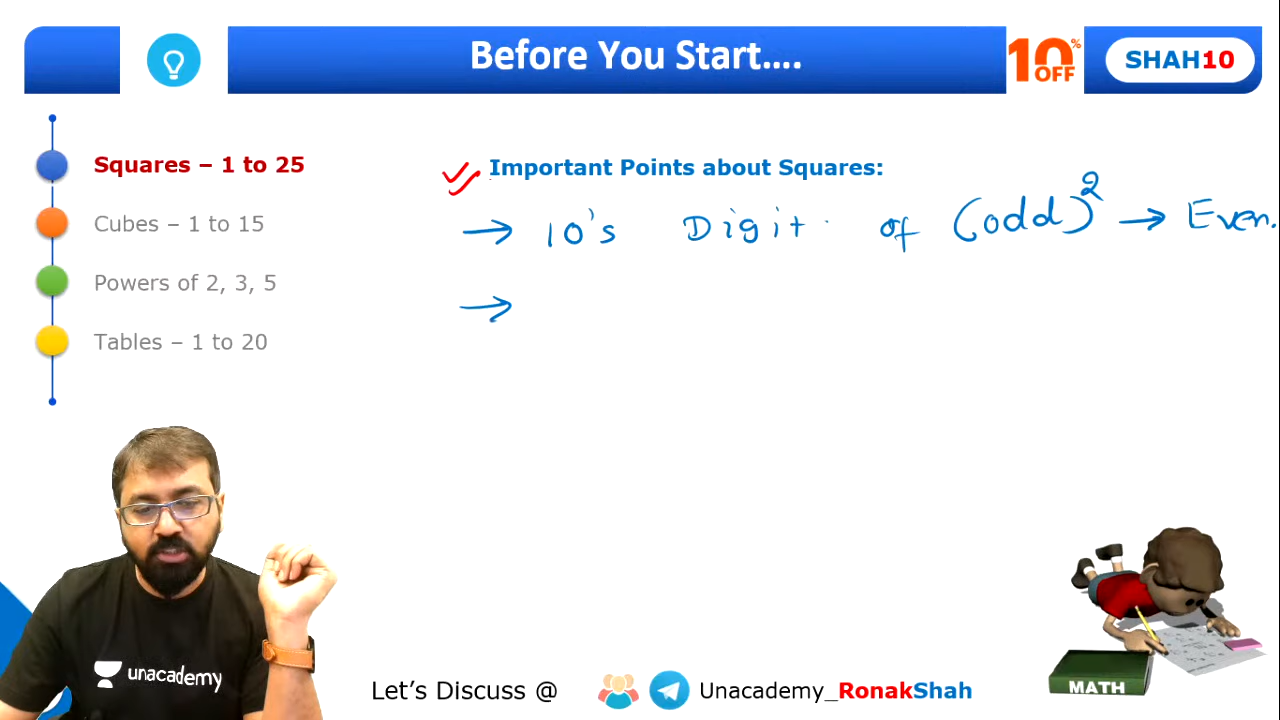 Before You Start....
10% OFF
SHAH10
Squares – 1 to 25
Cubes – 1 to 15
Powers of 2, 3, 5
Tables – 1 to 20
Important Points about Squares:
→ 10's Digit of (odd)² → Even.
→
unacademy
MATH
Let's Discuss @ Unacademy_RonakShah